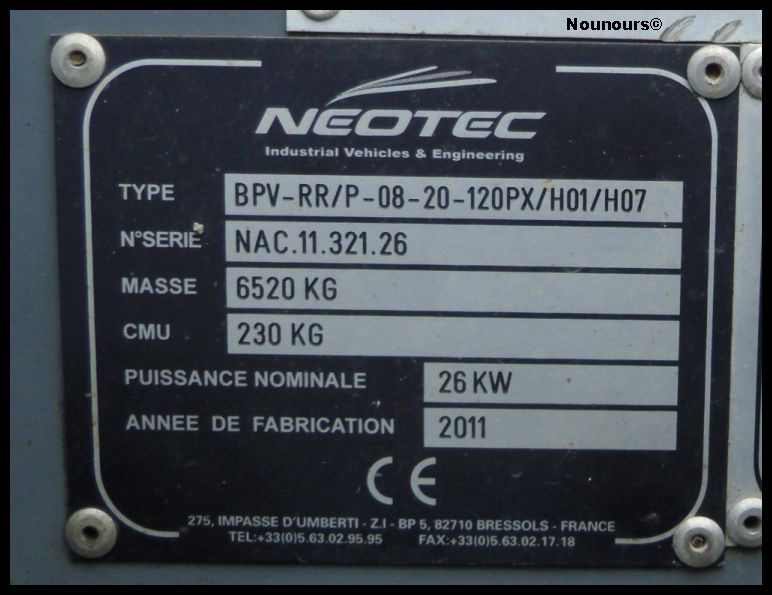 Nounours©
NEOTEC
Industrial Vehicles & Engineering
TYPE BPV-RR/P-08-20-120PX/H01/H07
N°SERIE NAC.11.321.26
MASSE 6520 KG
CMU 230 KG
PUISSANCE NOMINALE 26 KW
ANNEE DE FABRICATION 2011
CE
275, IMPASSE D'UMBERTI - Z.I - BP 5, 82710 BRESSOLS - FRANCE
TEL:+33(0)5.63.02.95.95 FAX:+33(0)5.63.02.17.18